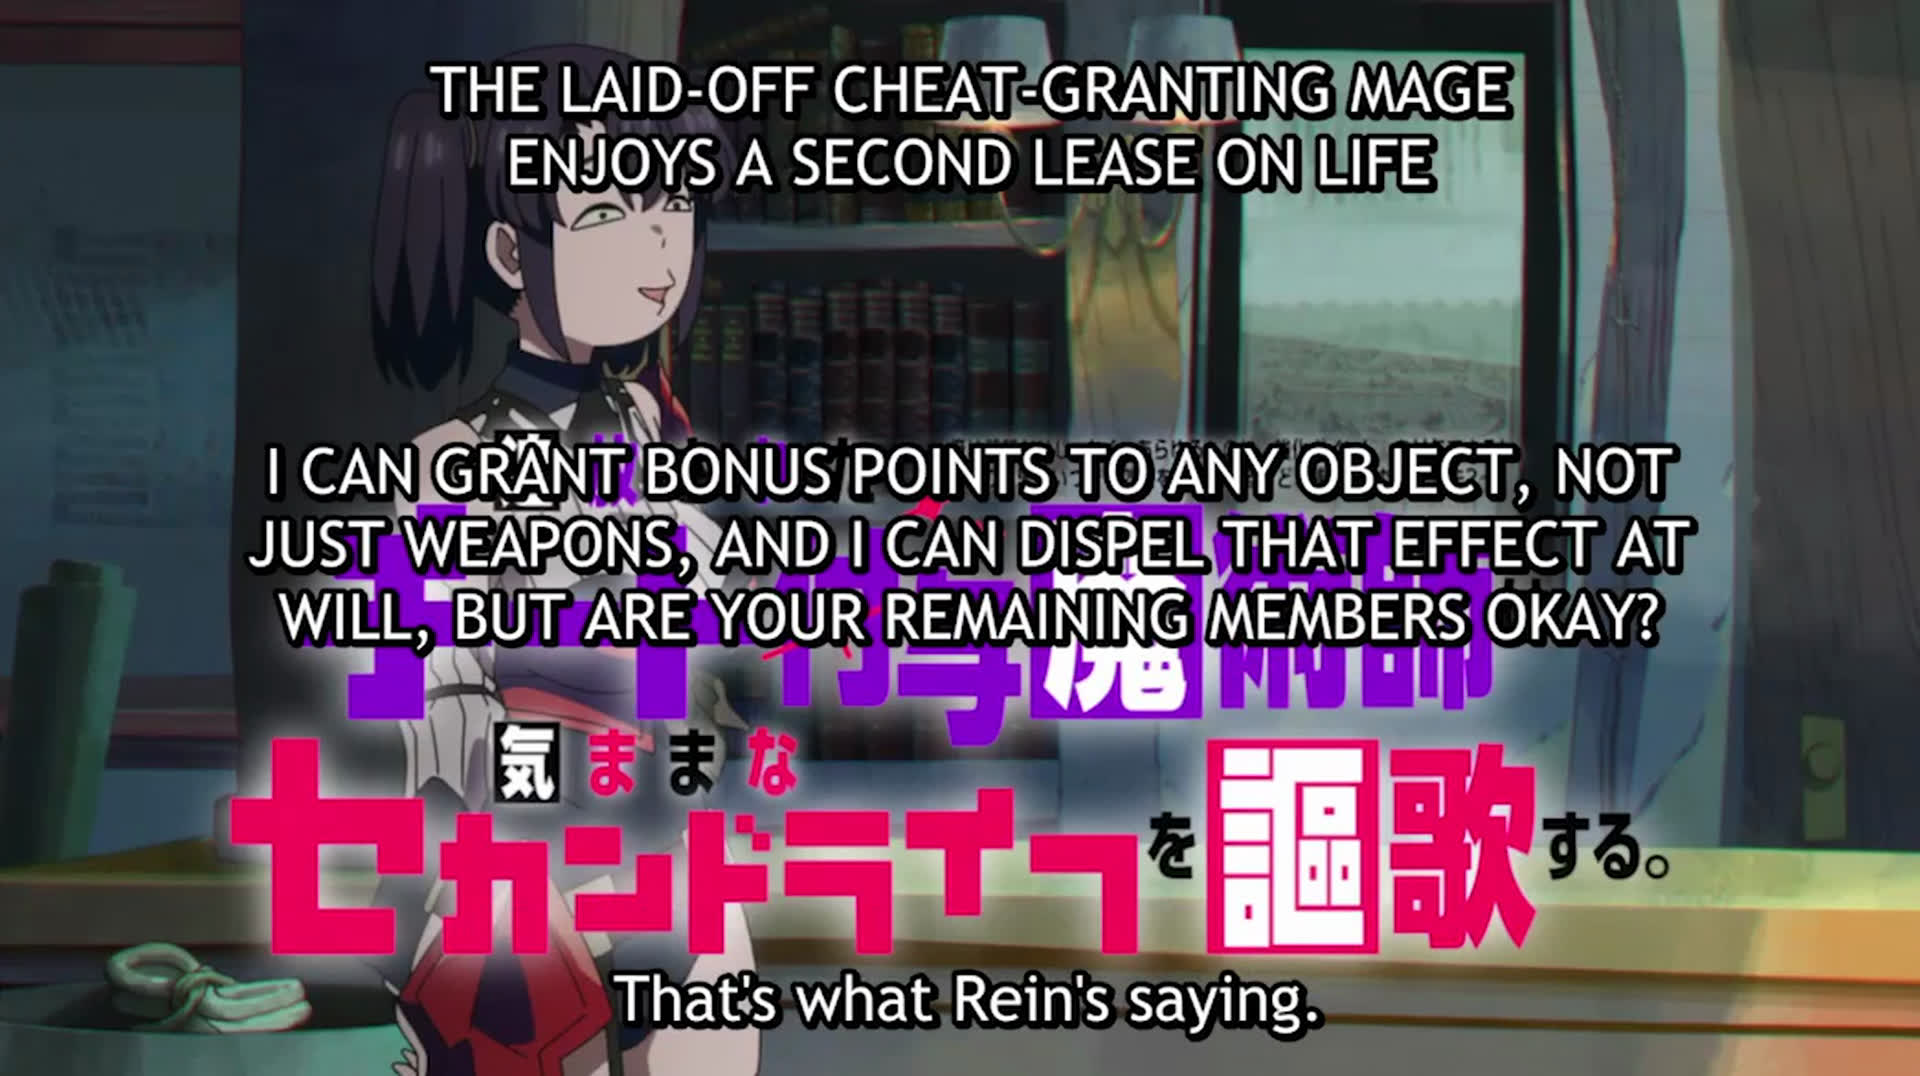 THE LAID-OFF CHEAT-GRANTING MAGE
ENJOYS A SECOND LEASE ON LIFE
I CAN GRANT BONUS POINTS TO ANY OBJECT, NOT
JUST WEAPONS, AND I CAN DISPEL THAT EFFECT AT
WILL, BUT ARE YOUR REMAINING MEMBERS OKAY?
付与魔術師
気ままな
セカンドライフを謳歌する。
That's what Rein's saying.